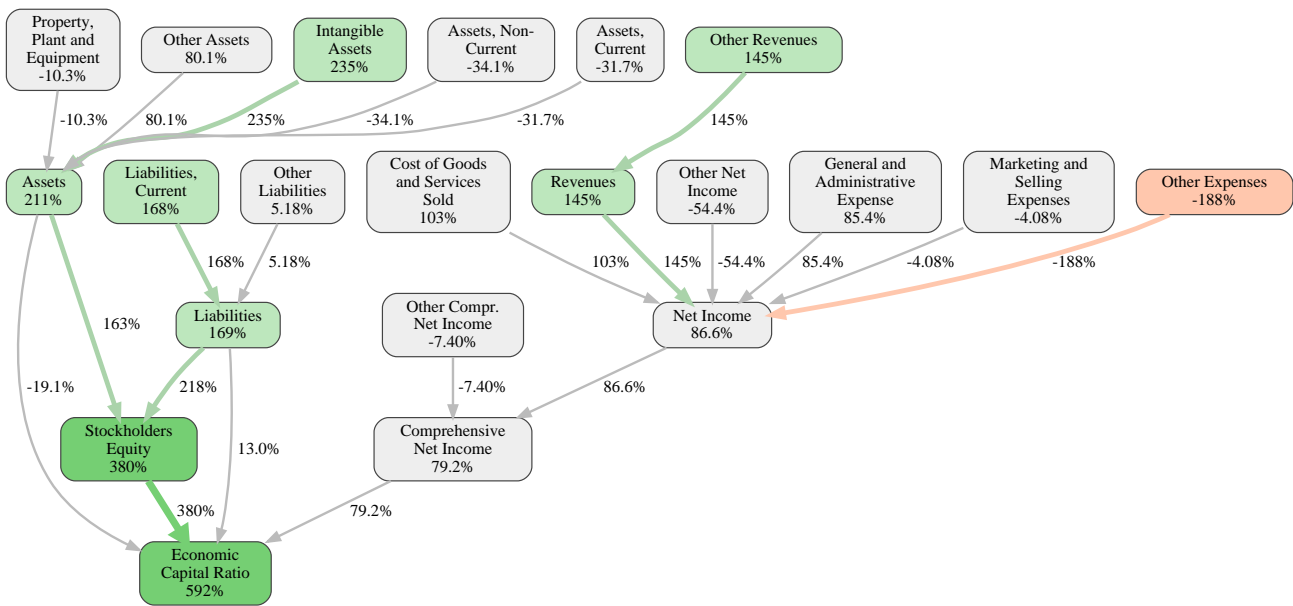 Property,
Plant and
Equipment
-10.3%
Other Assets
80.1%
Intangible
Assets
235%
Assets, Non-
Current
-34.1%
Assets,
Current
-31.7%
Other Revenues
145%
-10.3%
80.1%
235%
-34.1%
-31.7%
145%
Assets
211%
Liabilities,
Current
168%
Other
Liabilities
5.18%
Cost of Goods
and Services
Sold
103%
Revenues
145%
Other Net
Income
-54.4%
General and
Administrative
Expense
85.4%
Marketing and
Selling
Expenses
-4.08%
Other Expenses
-188%
168%
5.18%
103%
145%
-54.4%
85.4%
-4.08%
-188%
163%
Liabilities
169%
Other Compr.
Net Income
-7.40%
Net Income
86.6%
-19.1%
218%
-7.40%
86.6%
Stockholders
Equity
380%
13.0%
Comprehensive
Net Income
79.2%
380%
79.2%
Economic
Capital Ratio
592%